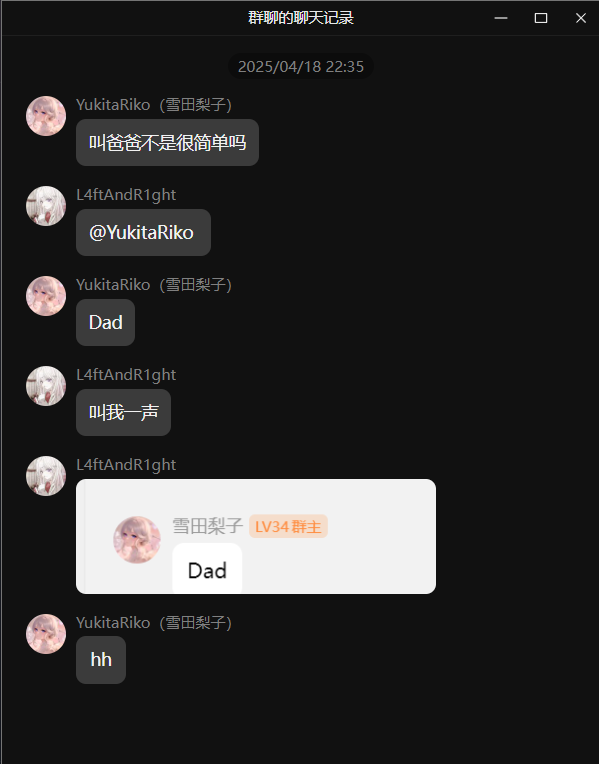 群聊的聊天记录
2025/04/18 22:35
YukitaRiko（雪田梨子）
叫爸爸不是很简单吗
L4ftAndR1ght
@YukitaRiko
YukitaRiko（雪田梨子）
Dad
L4ftAndR1ght
叫我一声
L4ftAndR1ght
雪田梨子 LV34 群主
Dad
YukitaRiko（雪田梨子）
hh